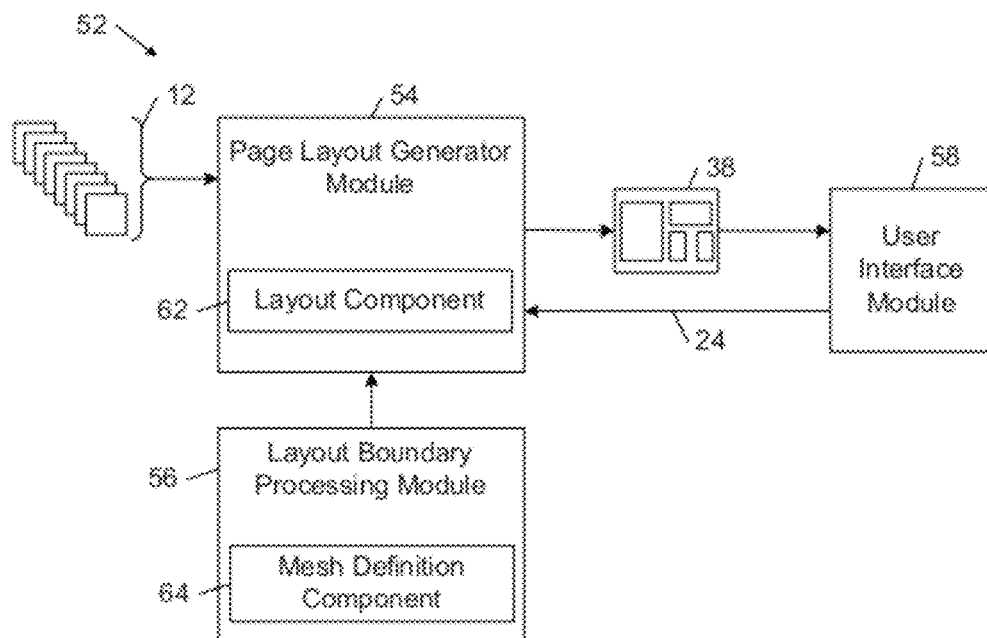 52
12
54
Page Layout Generator
Module
62
Layout Component
38
58
User
Interface
Module
24
56
Layout Boundary
Processing Module
64
Mesh Definition
Component